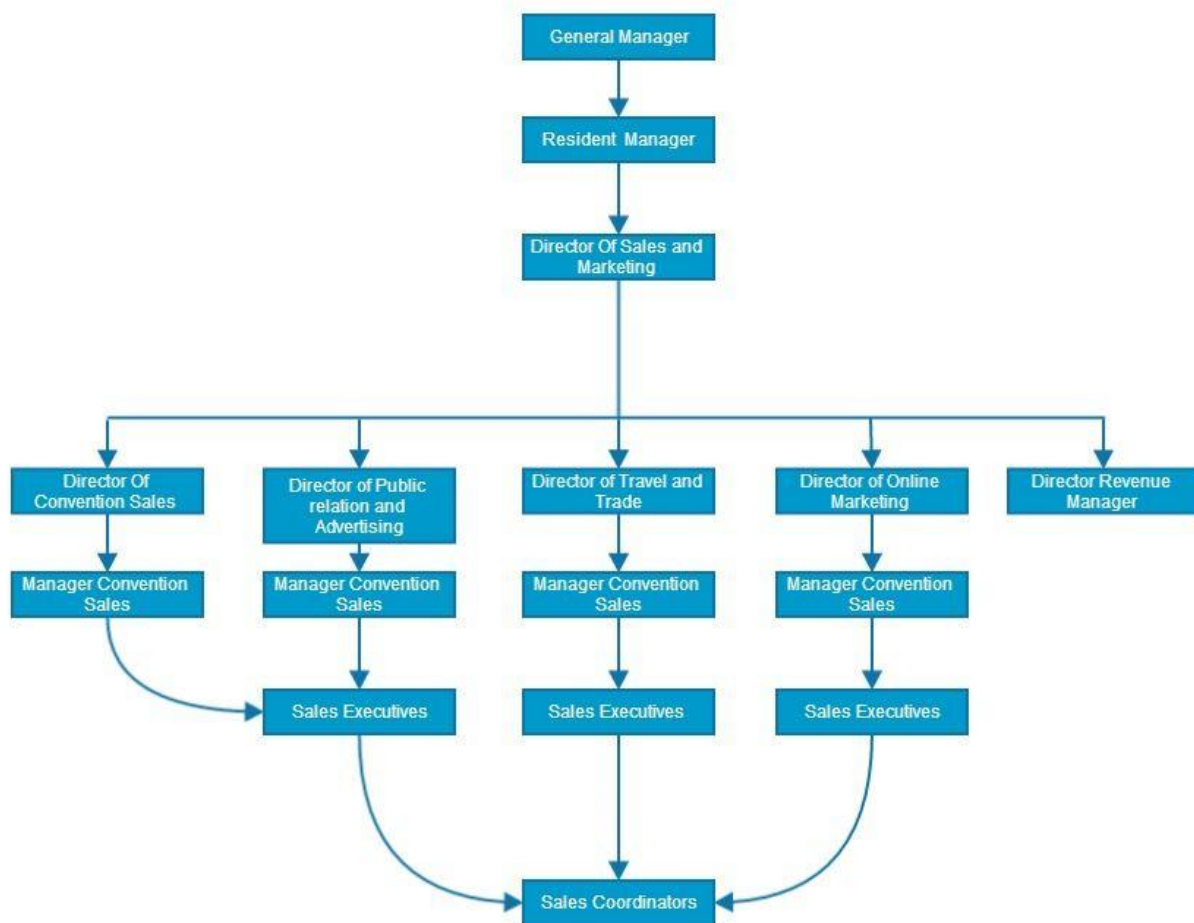 General Manager
Resident Manager
Director Of Sales and
Marketing
Director Of
Convention Sales
Director of Public
relation and
Advertising
Director of Travel and
Trade
Director of Online
Marketing
Director Revenue
Manager
Manager Convention
Sales
Manager Convention
Sales
Manager Convention
Sales
Manager Convention
Sales
Sales Executives
Sales Executives
Sales Executives
Sales Coordinators